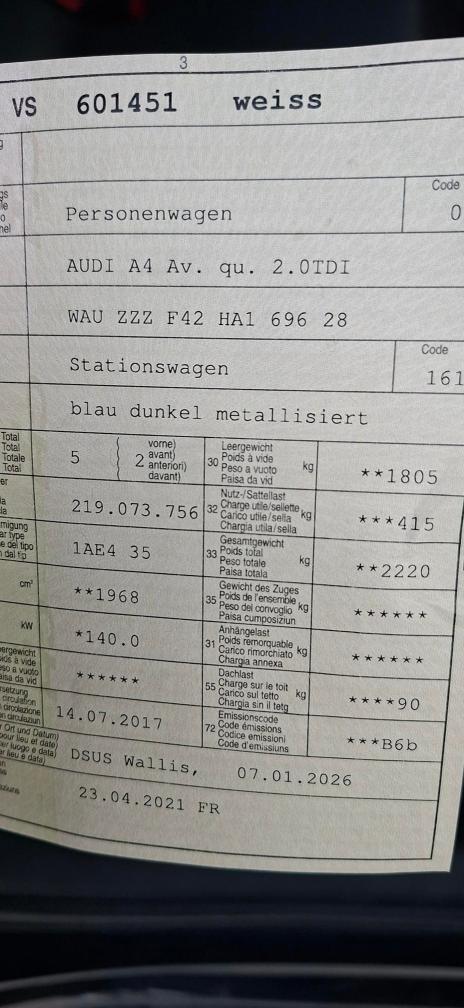 3
VS 601451 weiss
Code
Personenwagen 0
AUDI A4 Av. qu. 2.0TDI
WAU ZZZ F42 HA1 696 28
Code
Stationswagen 161
blau dunkel metallisiert
Total
Total
Totale
Total
5 2 vorne)
avant)
anteriori)
davant)
30 Leergewicht
Poids à vide
Peso a vuoto
Paisa da vid
kg **1805
219.073.756
32 Nutz-/Sattellast
Charge utile/sellette
Carico utile/sella
Chargia utila/sella
kg ***415
1AE4 35
33 Gesamtgewicht
Poids total
Peso totale
Paisa totala
kg **2220
cm³ **1968
35 Gewicht des Zuges
Poids de l'ensemble
Peso del convoglio
Paisa cumposiziun
kg ******
kW *140.0
31 Anhängelast
Poids remorquable
Carico rimorchiato
Chargia annexa
kg ******
******
55 Dachlast
Charge sur le toit
Carico sul tetto
Chargia sin il tetg
kg ****90
14.07.2017
72 Emissionscode
Code émissions
Codice emissioni
Code d'emissiuns
***B6b
DSUS Wallis, 07.01.2026
23.04.2021 FR